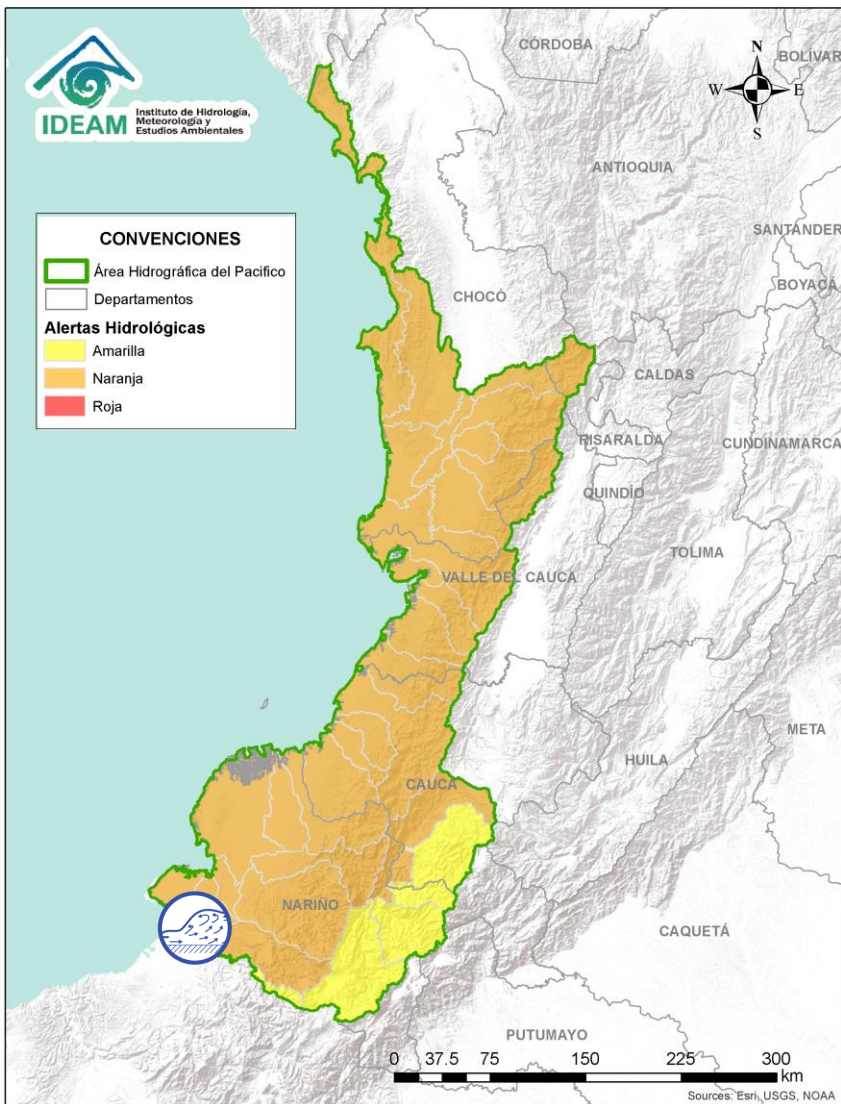 IDEAM
Instituto de Hidrología,
Meteorología y
Estudios Ambientales
CONVENCIONES
Área Hidrográfica del Pacifico
Departamentos
Alertas Hidrológicas
Amarilla
Naranja
Roja
N
W
E
S
CÓRDOBA
BOLÍVAR
ANTIOQUIA
SANTANDER
BOYACÁ
CHOCÓ
CALDAS
RISARALDA
CUNDINAMARCA
QUINDÍO
TOLIMA
VALLE DEL CAUCA
META
HUILA
CAUCA
NARIÑO
CAQUETÁ
PUTUMAYO
0 37.5 75 150 225 300
km
Sources: Esri, USGS, NOAA